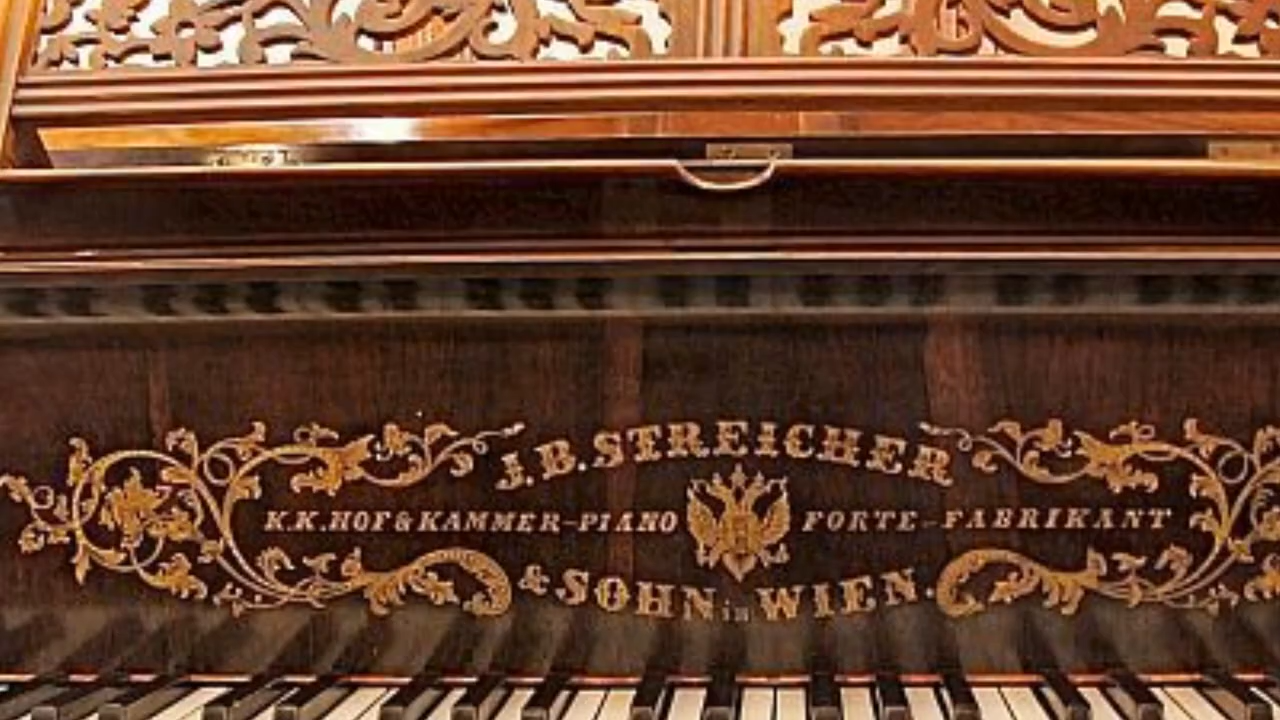 J.B.STREICHER
K.K.HOF&KAMMER-PIANO FORTE-FABRIKANT
& SOHN in WIEN.